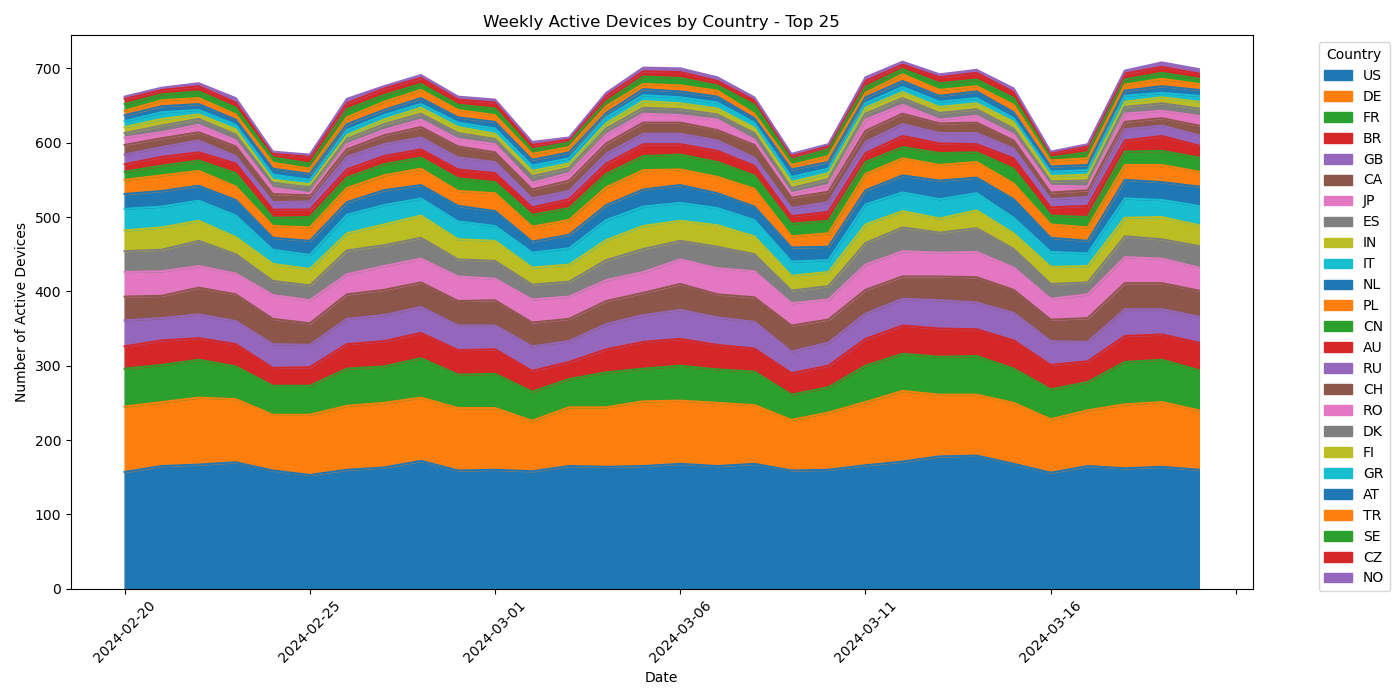 Weekly Active Devices by Country - Top 25
Number of Active Devices
700
600
500
400
300
200
100
0
2024-02-20
2024-02-25
2024-03-01
2024-03-06
2024-03-11
2024-03-16
Date
Country
US
DE
FR
BR
GB
CA
JP
ES
IN
IT
NL
PL
CN
AU
RU
CH
RO
DK
FI
GR
AT
TR
SE
CZ
NO